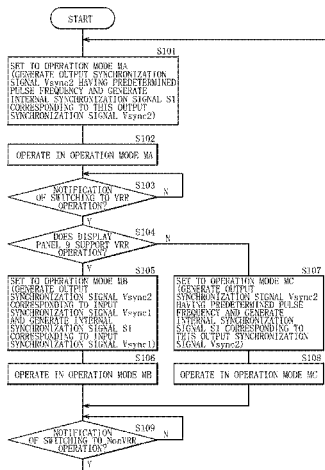 START
S101
SET TO OPERATION MODE MA
(GENERATE OUTPUT SYNCHRONIZATION
SIGNAL Vsync2 HAVING PREDETERMINED
PULSE FREQUENCY AND GENERATE
INTERNAL SYNCHRONIZATION SIGNAL S1
CORRESPONDING TO THIS OUTPUT
SYNCHRONIZATION SIGNAL Vsync2)
S102
OPERATE IN OPERATION MODE MA
S103
NOTIFICATION
OF SWITCHING TO VRR
OPERATION?
N
Y
S104
DOES DISPLAY
PANEL 9 SUPPORT VRR
OPERATION?
N
Y
S105
SET TO OPERATION MODE MB
(GENERATE OUTPUT
SYNCHRONIZATION SIGNAL Vsync2
CORRESPONDING TO INPUT
SYNCHRONIZATION SIGNAL Vsync1
AND GENERATE INTERNAL
SYNCHRONIZATION SIGNAL S1
CORRESPONDING TO INPUT
SYNCHRONIZATION SIGNAL Vsync1)
S107
SET TO OPERATION MODE MC
(GENERATE OUTPUT
SYNCHRONIZATION SIGNAL Vsync2
HAVING PREDETERMINED PULSE
FREQUENCY AND GENERATE
INTERNAL SYNCHRONIZATION
SIGNAL S1 CORRESPONDING TO
THIS OUTPUT SYNCHRONIZATION
SIGNAL Vsync2)
S106
OPERATE IN OPERATION MODE MB
S108
OPERATE IN OPERATION MODE MC
S109
NOTIFICATION
OF SWITCHING TO NonVRR
OPERATION?
N
Y